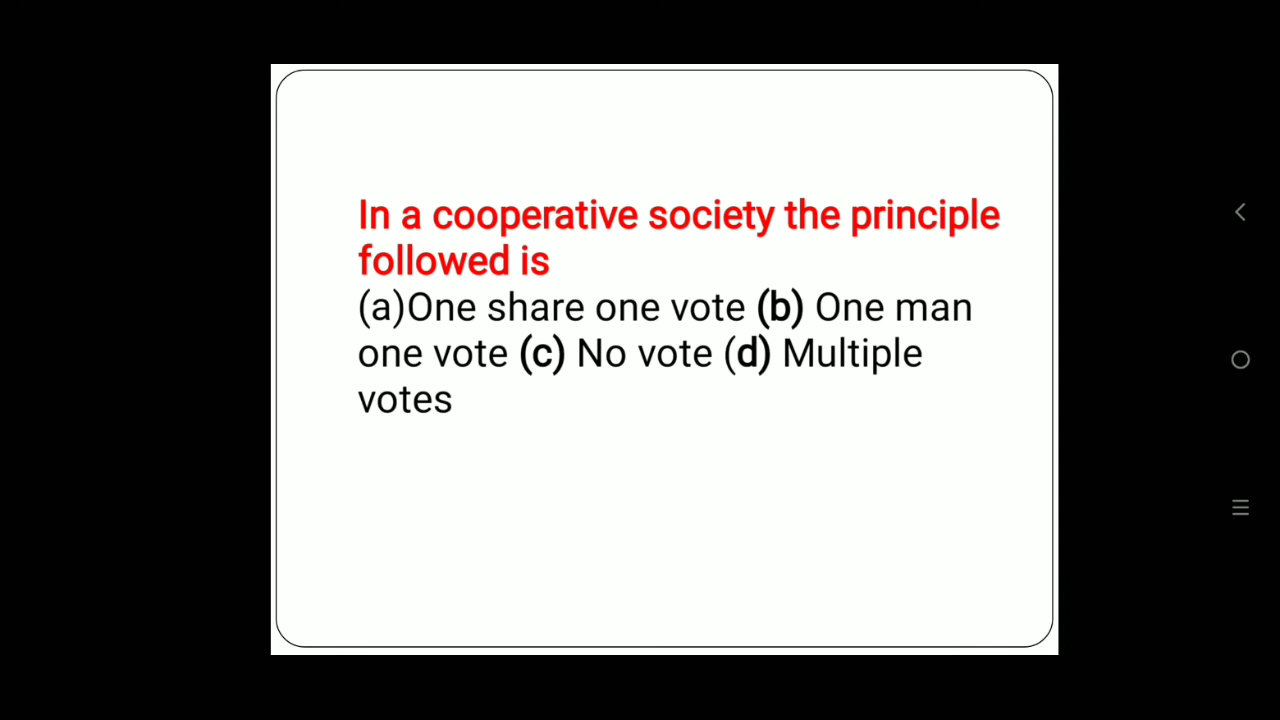 In a cooperative society the principle
followed is
(a)One share one vote (b) One man
one vote (c) No vote (d) Multiple
votes